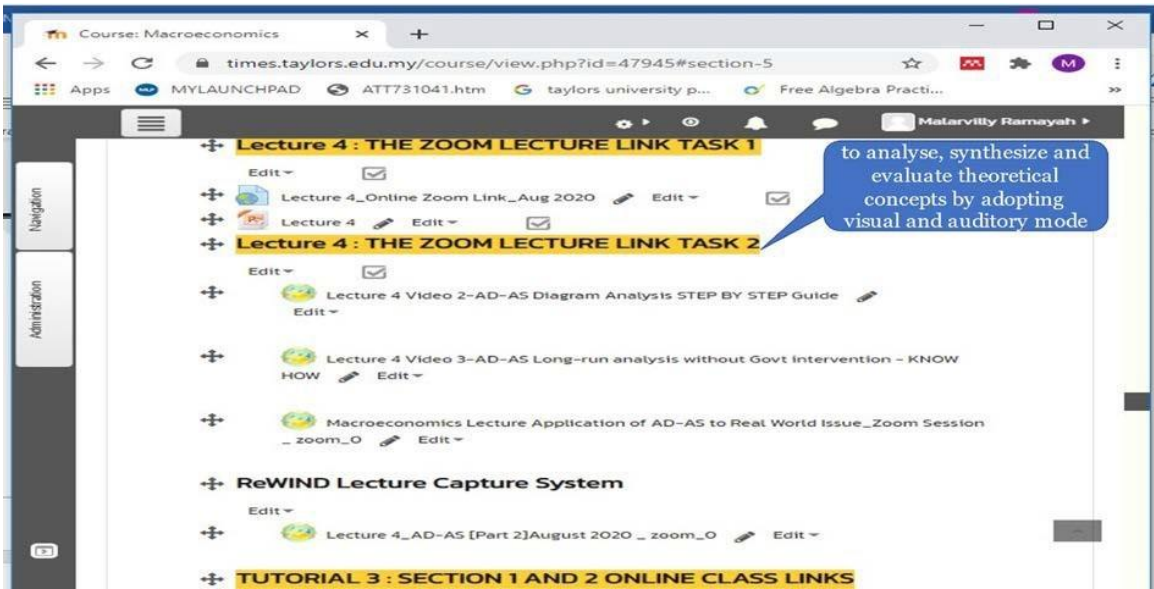 Course: Macroeconomics
times.taylors.edu.my/course/view.php?id=47945#section-5
M
Apps MYLAUNCHPAD ATT731041.htm taylors university p... Free Algebra Practi...
Malarvilly Ramayah
Navigation
Administration
Lecture 4 : THE ZOOM LECTURE LINK TASK 1
Edit
Lecture 4_Online Zoom Link_Aug 2020 Edit
Lecture 4 Edit
to analyse, synthesize and
evaluate theoretical
concepts by adopting
visual and auditory mode
Lecture 4 : THE ZOOM LECTURE LINK TASK 2
Edit
Lecture 4 Video 2-AD-AS Diagram Analysis STEP BY STEP Guide
Edit
Lecture 4 Video 3-AD-AS Long-run analysis without Govt intervention - KNOW
HOW Edit
Macroeconomics Lecture Application of AD-AS to Real World Issue_Zoom Session
_ zoom_0 Edit
ReWIND Lecture Capture System
Edit
Lecture 4_AD-AS [Part 2]August 2020 _ zoom_0 Edit
TUTORIAL 3 : SECTION 1 AND 2 ONLINE CLASS LINKS